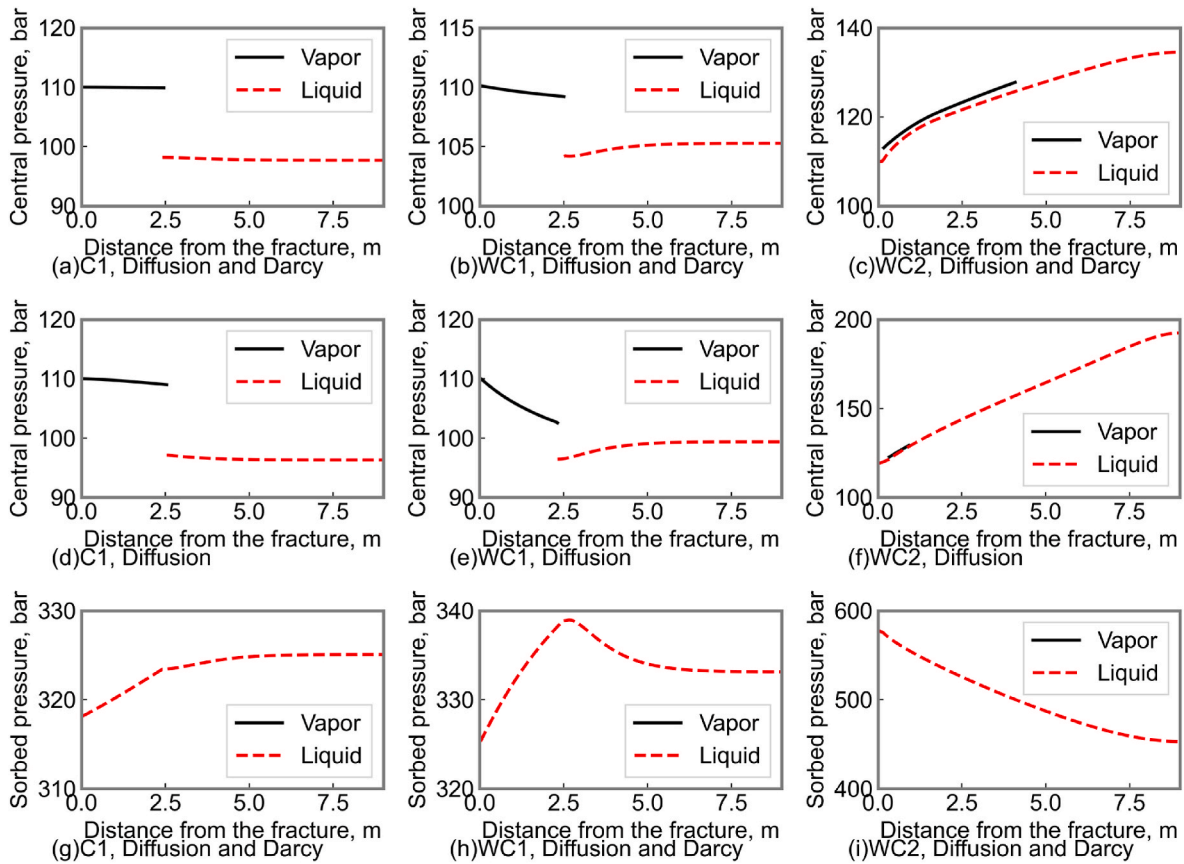 Central pressure, bar
120
110
100
90
0.0 2.5 5.0 7.5
Vapor
Liquid
Distance from the fracture, m
(a)C1, Diffusion and Darcy
Central pressure, bar
115
110
105
100
0.0 2.5 5.0 7.5
Vapor
Liquid
Distance from the fracture, m
(b)WC1, Diffusion and Darcy
Central pressure, bar
140
120
100
0.0 2.5 5.0 7.5
Vapor
Liquid
Distance from the fracture, m
(c)WC2, Diffusion and Darcy
Central pressure, bar
120
110
100
90
0.0 2.5 5.0 7.5
Vapor
Liquid
Distance from the fracture, m
(d)C1, Diffusion
Central pressure, bar
120
110
100
90
0.0 2.5 5.0 7.5
Vapor
Liquid
Distance from the fracture, m
(e)WC1, Diffusion
Central pressure, bar
200
150
100
0.0 2.5 5.0 7.5
Vapor
Liquid
Distance from the fracture, m
(f)WC2, Diffusion
Sorbed pressure, bar
330
320
310
0.0 2.5 5.0 7.5
Vapor
Liquid
Distance from the fracture, m
(g)C1, Diffusion and Darcy
Sorbed pressure, bar
340
330
320
0.0 2.5 5.0 7.5
Vapor
Liquid
Distance from the fracture, m
(h)WC1, Diffusion and Darcy
Sorbed pressure, bar
600
500
400
0.0 2.5 5.0 7.5
Vapor
Liquid
Distance from the fracture, m
(i)WC2, Diffusion and Darcy